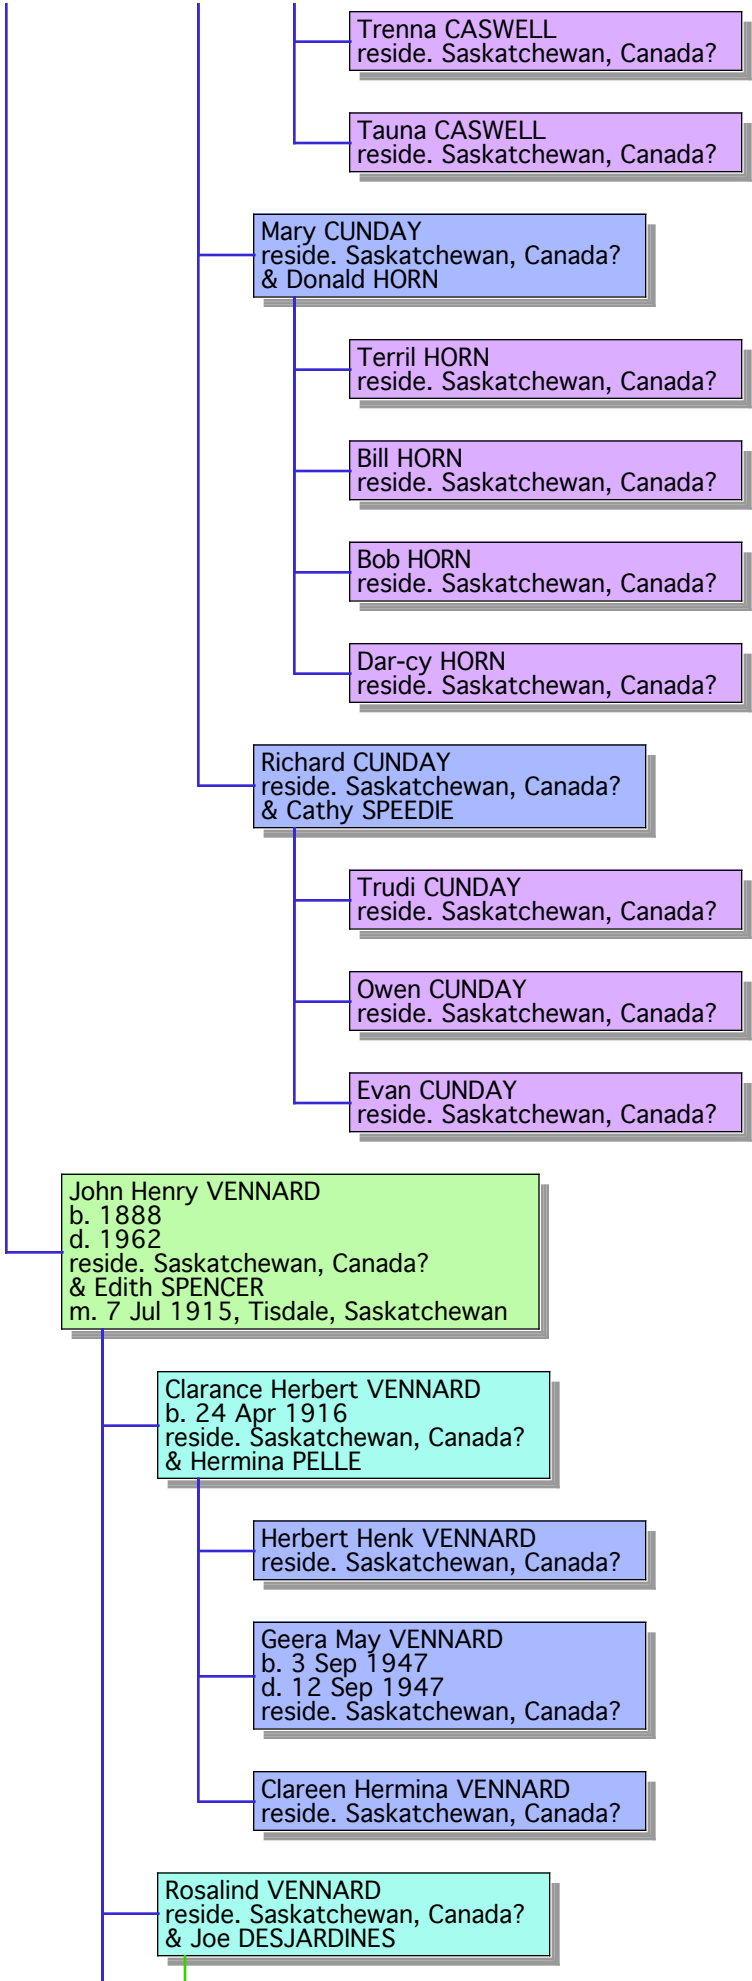 Trenna CASWELL
reside. Saskatchewan, Canada?
Tauna CASWELL
reside. Saskatchewan, Canada?
Mary CUNDAY
reside. Saskatchewan, Canada?
& Donald HORN
Terril HORN
reside. Saskatchewan, Canada?
Bill HORN
reside. Saskatchewan, Canada?
Bob HORN
reside. Saskatchewan, Canada?
Dar-cy HORN
reside. Saskatchewan, Canada?
Richard CUNDAY
reside. Saskatchewan, Canada?
& Cathy SPEEDIE
Trudi CUNDAY
reside. Saskatchewan, Canada?
Owen CUNDAY
reside. Saskatchewan, Canada?
Evan CUNDAY
reside. Saskatchewan, Canada?
John Henry VENNARD
b. 1888
d. 1962
reside. Saskatchewan, Canada?
& Edith SPENCER
m. 7 Jul 1915, Tisdale, Saskatchewan
Clarance Herbert VENNARD
b. 24 Apr 1916
reside. Saskatchewan, Canada?
& Hermina PELLE
Herbert Henk VENNARD
reside. Saskatchewan, Canada?
Geera May VENNARD
b. 3 Sep 1947
d. 12 Sep 1947
reside. Saskatchewan, Canada?
Clareen Hermina VENNARD
reside. Saskatchewan, Canada?
Rosalind VENNARD
reside. Saskatchewan, Canada?
& Joe DESJARDINES